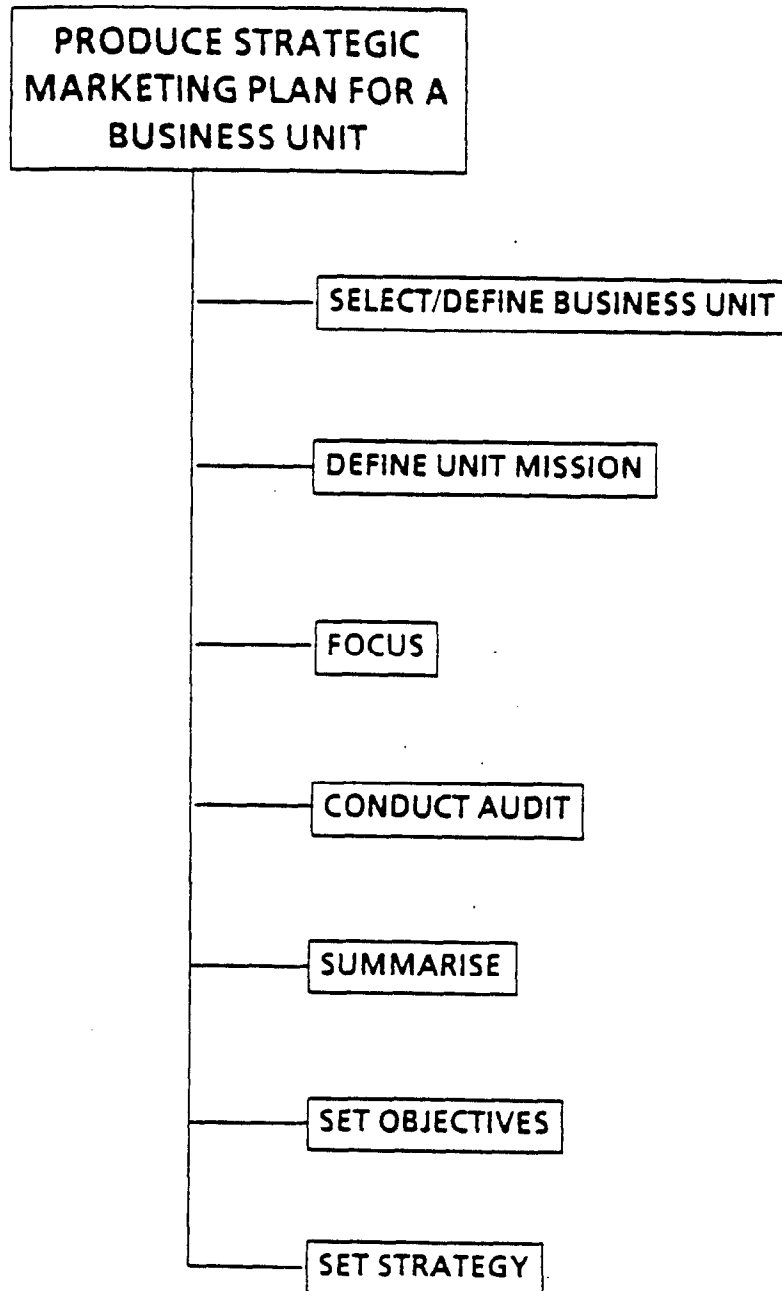 PRODUCE STRATEGIC
MARKETING PLAN FOR A
BUSINESS UNIT
SELECT/DEFINE BUSINESS UNIT
DEFINE UNIT MISSION
FOCUS
CONDUCT AUDIT
SUMMARISE
SET OBJECTIVES
SET STRATEGY